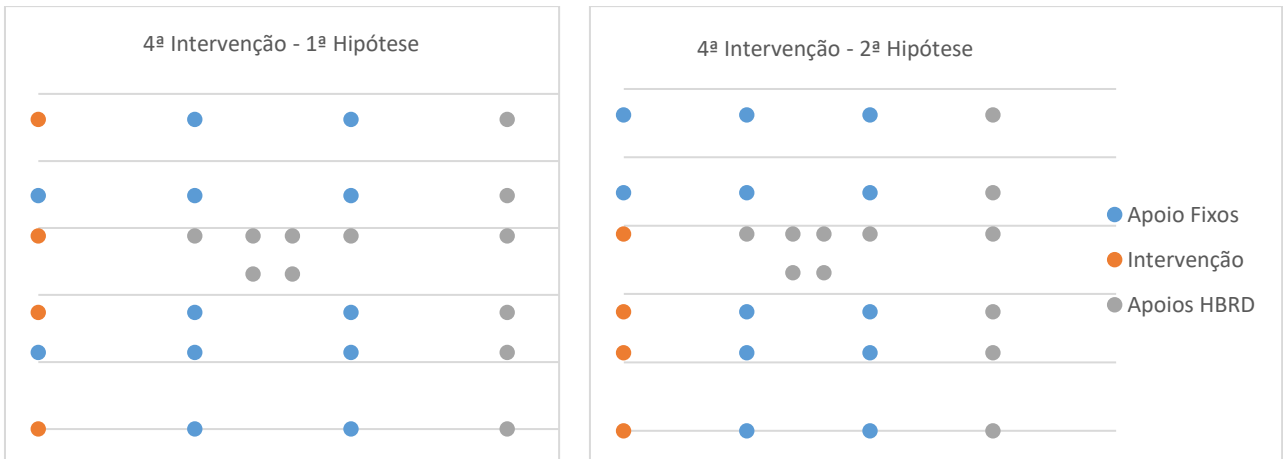 4ª Intervenção - 1ª Hipótese
4ª Intervenção - 2ª Hipótese
Apoio Fixos
Intervenção
Apoios HBRD